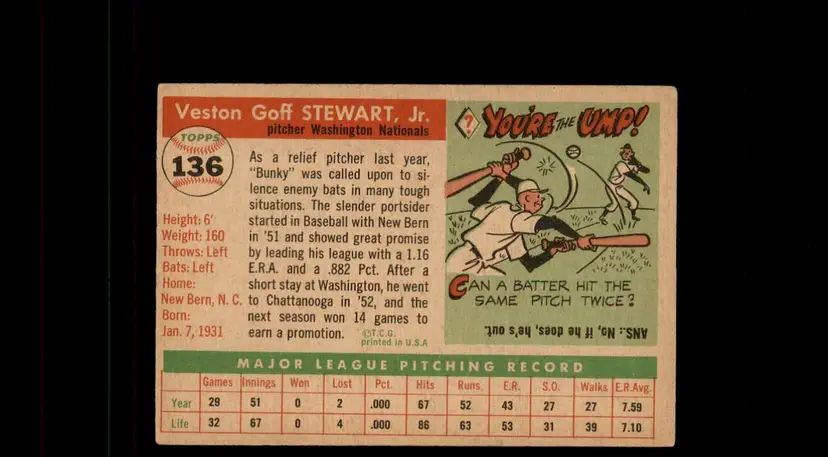 Veston Goff STEWART, Jr.
pitcher Washington Nationals
TOPPS
136
Height: 6'
Weight: 160
Throws: Left
Bats: Left
Home:
New Bern, N. C.
Born:
Jan. 7, 1931
As a relief pitcher last year,
"Bunky" was called upon to si-
lence enemy bats in many tough
situations. The slender portsider
started in Baseball with New Bern
in '51 and showed great promise
by leading his league with a 1.16
E.R.A. and a .882 Pct. After a
short stay at Washington, he went
to Chattanooga in '52, and the
next season won 14 games to
earn a promotion.
©T.C.G.
printed in U.S.A
?
YOU'RE THE UMP!
CAN A BATTER HIT THE
SAME PITCH TWICE?
ANS.: No, if he does, he's out.
MAJOR LEAGUE PITCHING RECORD
Games Innings Won Lost Pct. Hits Runs E.R. S.O. Walks E.R.Avg.
Year 29 51 0 2 .000 67 52 43 27 27 7.59
Life 32 67 0 4 .000 86 63 53 31 39 7.10